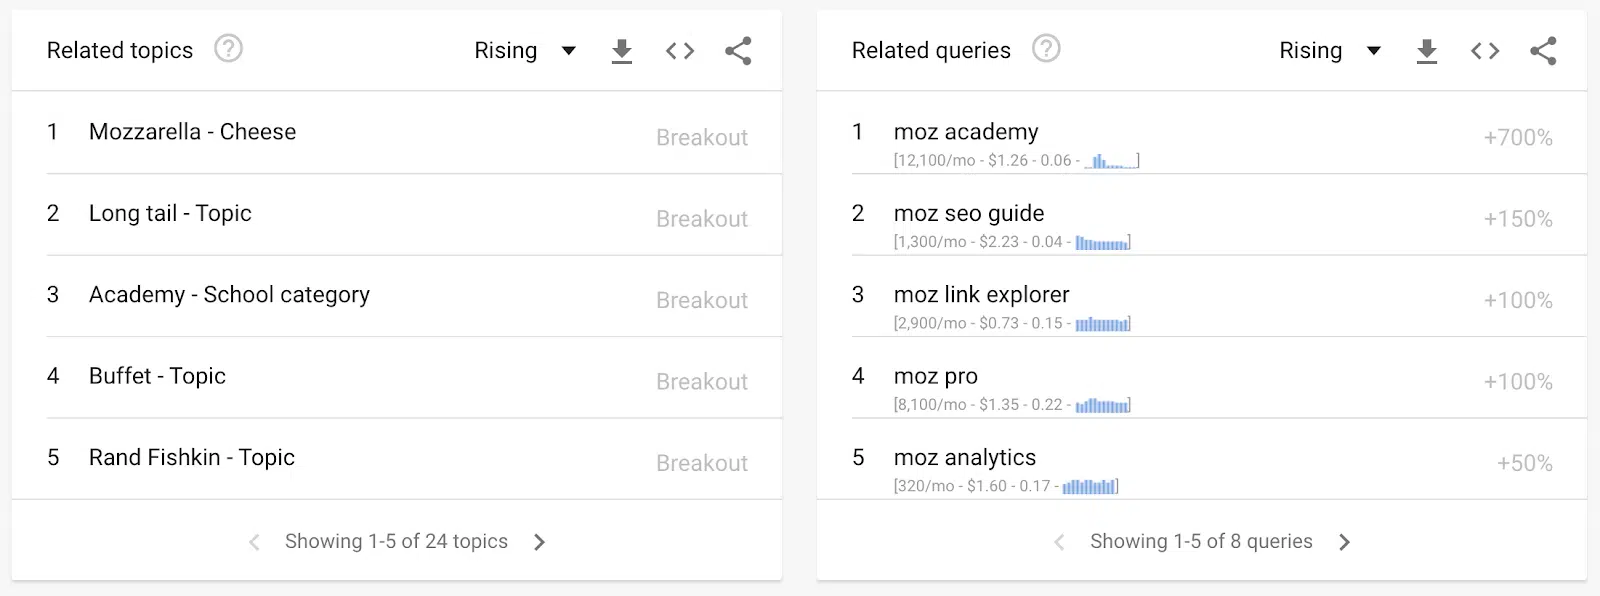 Related topics ? Rising
1 Mozzarella - Cheese Breakout
2 Long tail - Topic Breakout
3 Academy - School category Breakout
4 Buffet - Topic Breakout
5 Rand Fishkin - Topic Breakout
Showing 1-5 of 24 topics
Related queries ? Rising
1 moz academy +700%
[12,100/mo - $1.26 - 0.06 - ]
2 moz seo guide +150%
[1,300/mo - $2.23 - 0.04 - ]
3 moz link explorer +100%
[2,900/mo - $0.73 - 0.15 - ]
4 moz pro +100%
[8,100/mo - $1.35 - 0.22 - ]
5 moz analytics +50%
[320/mo - $1.60 - 0.17 - ]
Showing 1-5 of 8 queries